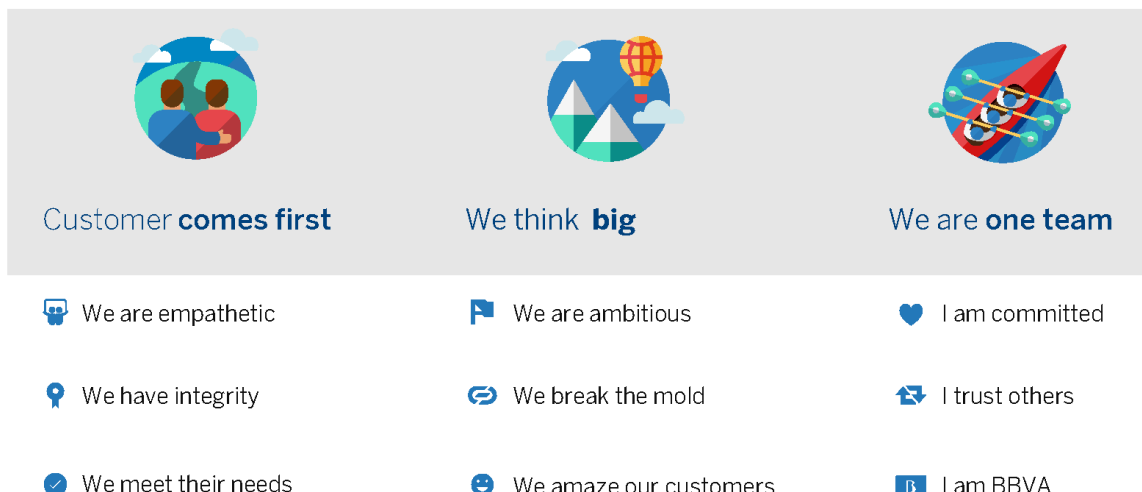 Customer comes first
We think big
We are one team
We are empathetic
We are ambitious
I am committed
We have integrity
We break the mold
I trust others
We meet their needs
We amaze our customers
I am BBVA